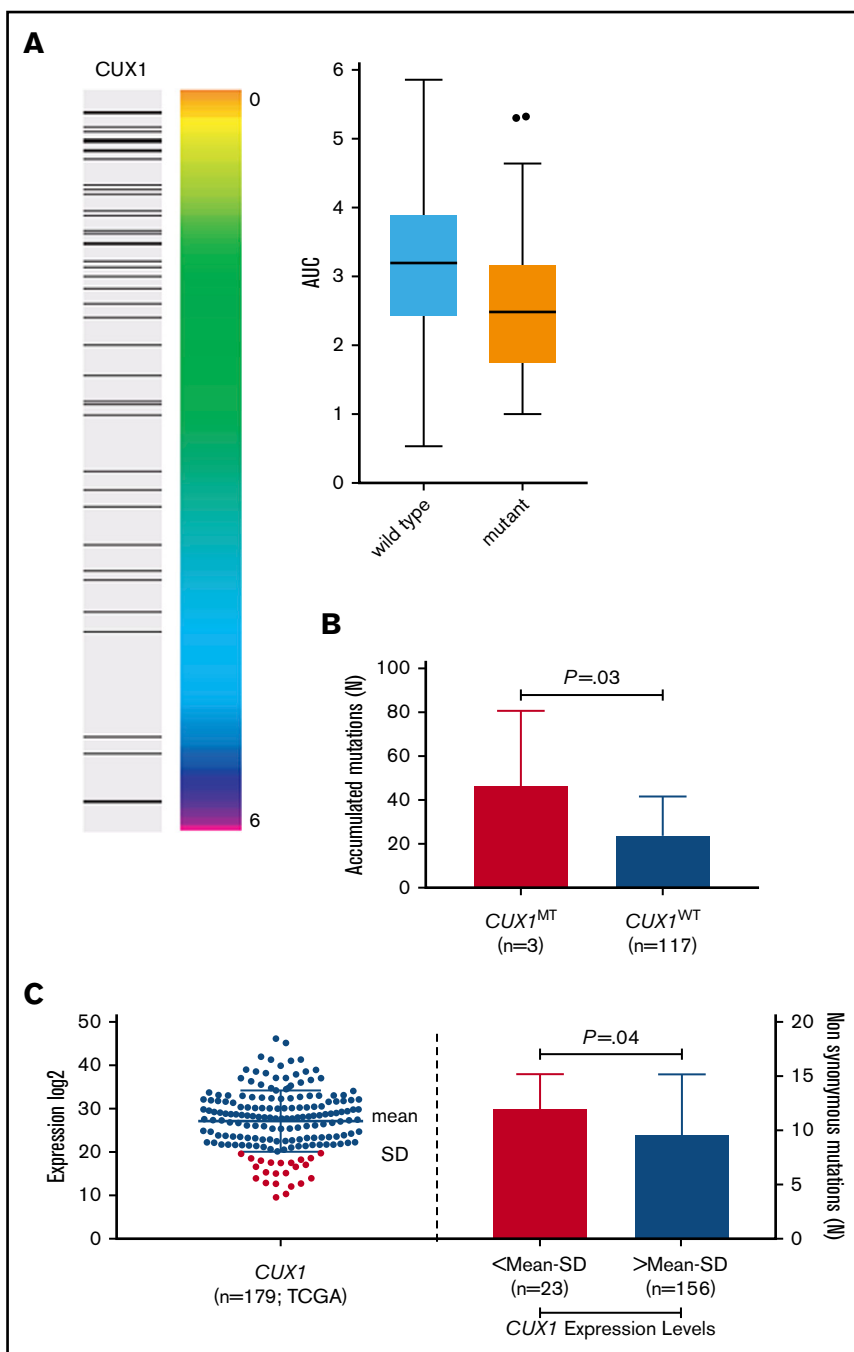 A
CUX1
0
6
AUC
6
5
4
3
2
1
0
wild type
mutant
B
Accumulated mutations (N)
100
80
60
40
20
0
P=.03
CUX1MT
(n=3)
CUX1WT
(n=117)
C
Expression log2
50
40
30
20
10
0
mean
SD
CUX1
(n=179; TCGA)
P=.04
20
15
10
5
0
Non synonymous mutations (N)
<Mean-SD
(n=23)
>Mean-SD
(n=156)
CUX1 Expression Levels